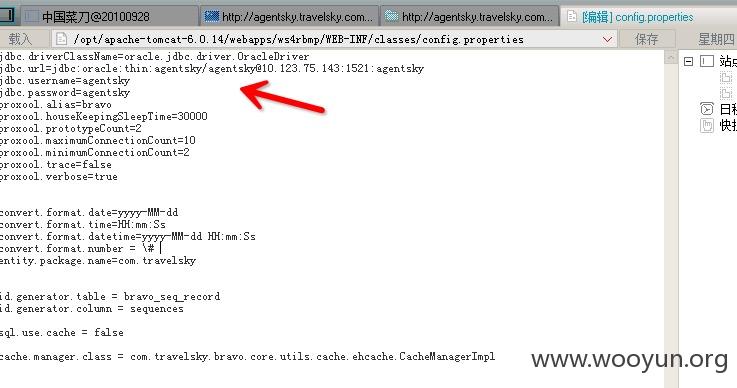 中国菜刀@20100928
http://agentsky.travelsky.com...
http://agentsky.travelsky.com...
[编辑] config.properties
载入
/opt/apache-tomcat-6.0.14/webapps/ws4rbmp/WEB-INF/classes/config.properties
保存
星期四
jdbc.driverClassName=oracle.jdbc.driver.OracleDriver
jdbc.url=jdbc:oracle:thin:agentsky/agentsky@10.123.75.143:1521:agentsky
jdbc.username=agentsky
jdbc.password=agentsky
proxool.alias=bravo
proxool.houseKeepingSleepTime=30000
proxool.prototypeCount=2
proxool.maximumConnectionCount=10
proxool.minimumConnectionCount=2
proxool.trace=false
proxool.verbose=true
convert.format.date=yyyy-MM-dd
convert.format.time=HH:mm:Ss
convert.format.datetime=yyyy-MM-dd HH:mm:Ss
convert.format.number = \#
entity.package.name=com.travelsky
id.generator.table = bravo_seq_record
id.generator.column = sequences
sql.use.cache = false
cache.manager.class = com.travelsky.bravo.core.utils.cache.ehcache.CacheManagerImpl
站点
日程
快捷
www.wooyun.org